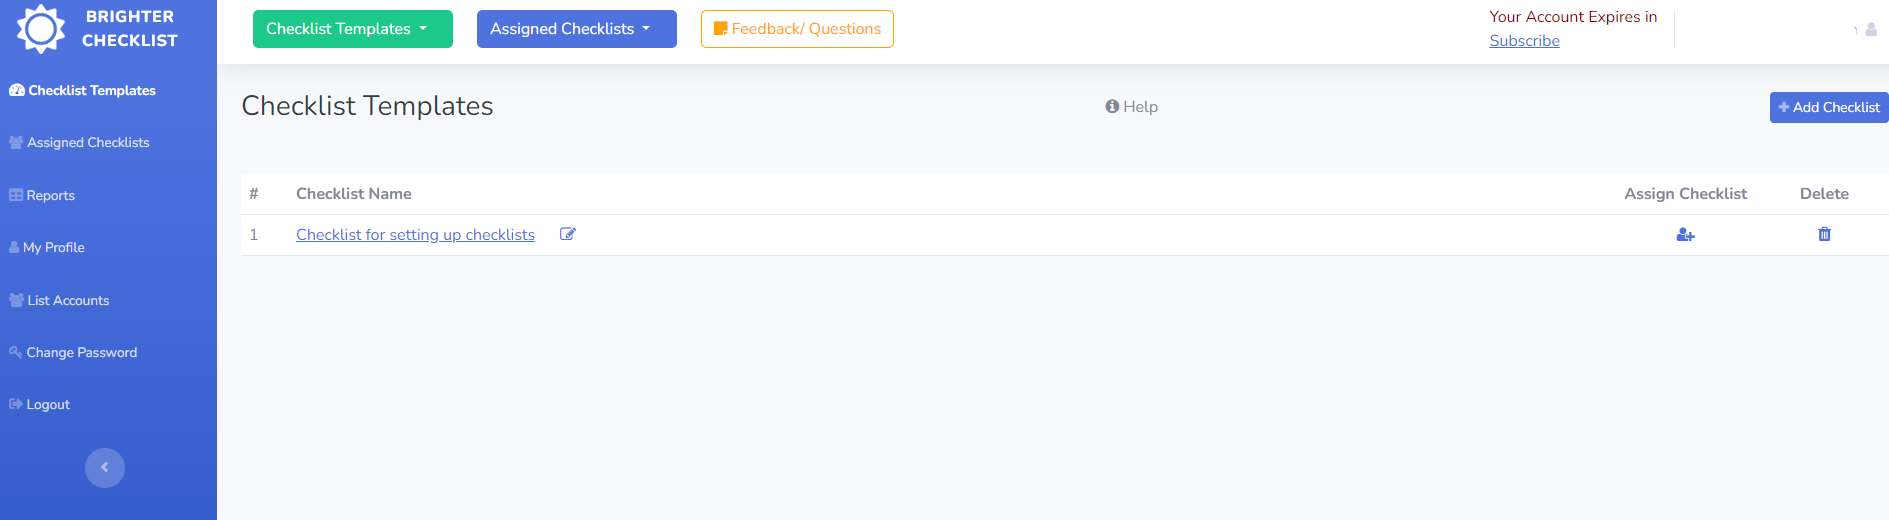 BRIGHTER
CHECKLIST
Checklist Templates
Assigned Checklists
Feedback/ Questions
Your Account Expires in
Subscribe
Checklist Templates
Assigned Checklists
Reports
My Profile
List Accounts
Change Password
Logout
Checklist Templates
Help
Add Checklist
# Checklist Name Assign Checklist Delete
1 Checklist for setting up checklists